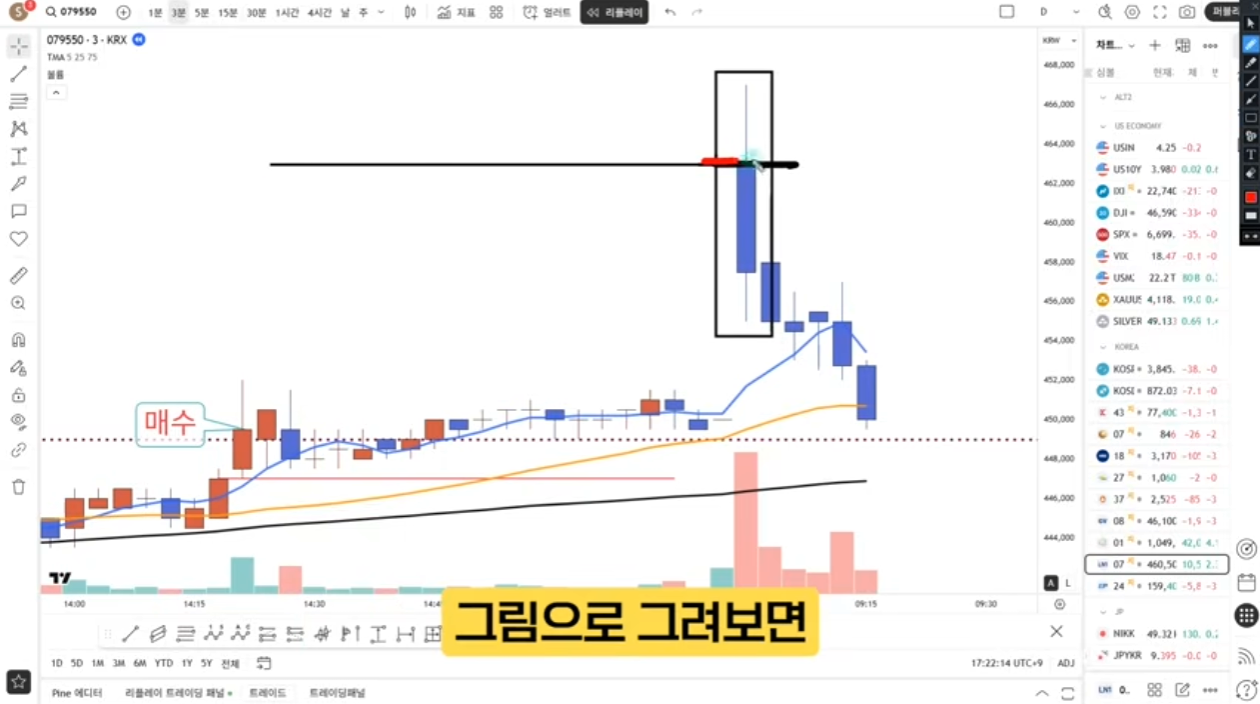 S 3 079550 1분 3분 5분 15분 30분 1시간 4시간 날 주 지표 얼러트 리플레이 D 퍼블리
079550 · 3 · KRX
TMA 5 25 75
볼륨
KRW
468,000
466,000
464,000
462,000
460,000
458,000
456,000
454,000
452,000
450,000
448,000
446,000
444,000
매수
차트...
심볼 현재.
ALT2
US ECONOMY
USIN 4.25 -0.2
US10Y 3.980 0.02
IXI 22,740
DJI 46,590
SPX 6,699. -35.
VIX 18.47 -0.1
22.2T 80B 0.
XAUUS 4,118. 19.0 0.4
SILVER 49.133 0.69 1.4
KOREA
KOSI 3,845. -38. -0
KOSI 872.03 -7.1
43 77,400 -1,3 -1
07 846 -26 -2
18 3,170 -3
27 1,060 -2 -0
37 2,525 -85 -3
08 46,100 -1,9 -3
01 1,049, 42,0 4.
07 460,50 10,5 2.
24 159,40 -5,8 -3
JP
NIKK 49.321 130. 0.2
JPYKR 9.395 -0.0 -0
14:00 14:15 14:30 09:15 09:30
A L
그림으로 그려보면
1D 5D 1M 3M 6M YTD 1Y 5Y 전체
17:22:14 UTC+9 ADJ
Pine 에디터 리플레이 트레이딩 패널 트레이드 트레이딩패널